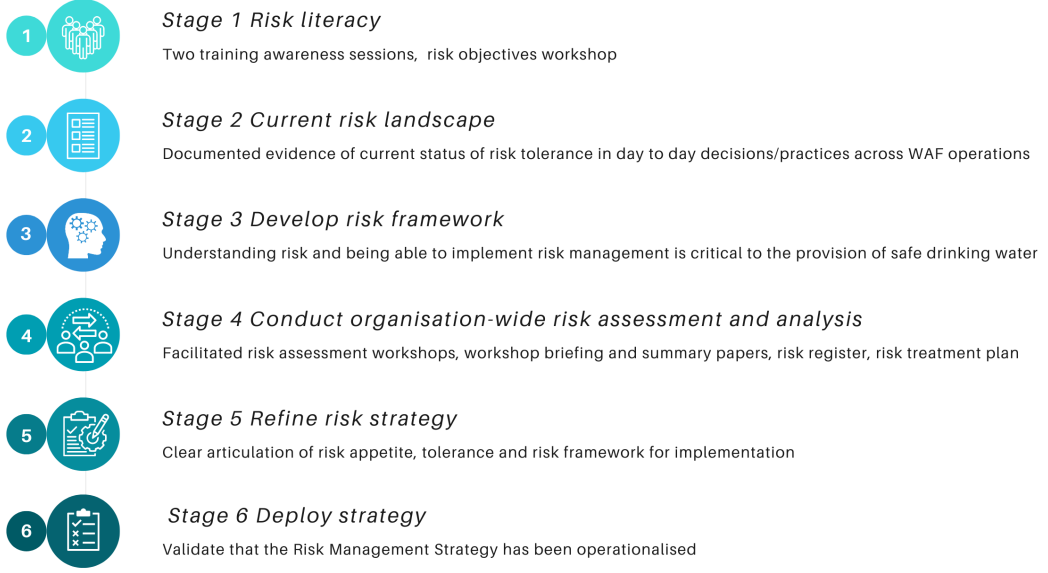 1
Stage 1 Risk literacy
Two training awareness sessions, risk objectives workshop
2
Stage 2 Current risk landscape
Documented evidence of current status of risk tolerance in day to day decisions/practices across WAF operations
3
Stage 3 Develop risk framework
Understanding risk and being able to implement risk management is critical to the provision of safe drinking water
4
Stage 4 Conduct organisation-wide risk assessment and analysis
Facilitated risk assessment workshops, workshop briefing and summary papers, risk register, risk treatment plan
5
Stage 5 Refine risk strategy
Clear articulation of risk appetite, tolerance and risk framework for implementation
6
Stage 6 Deploy strategy
Validate that the Risk Management Strategy has been operationalised